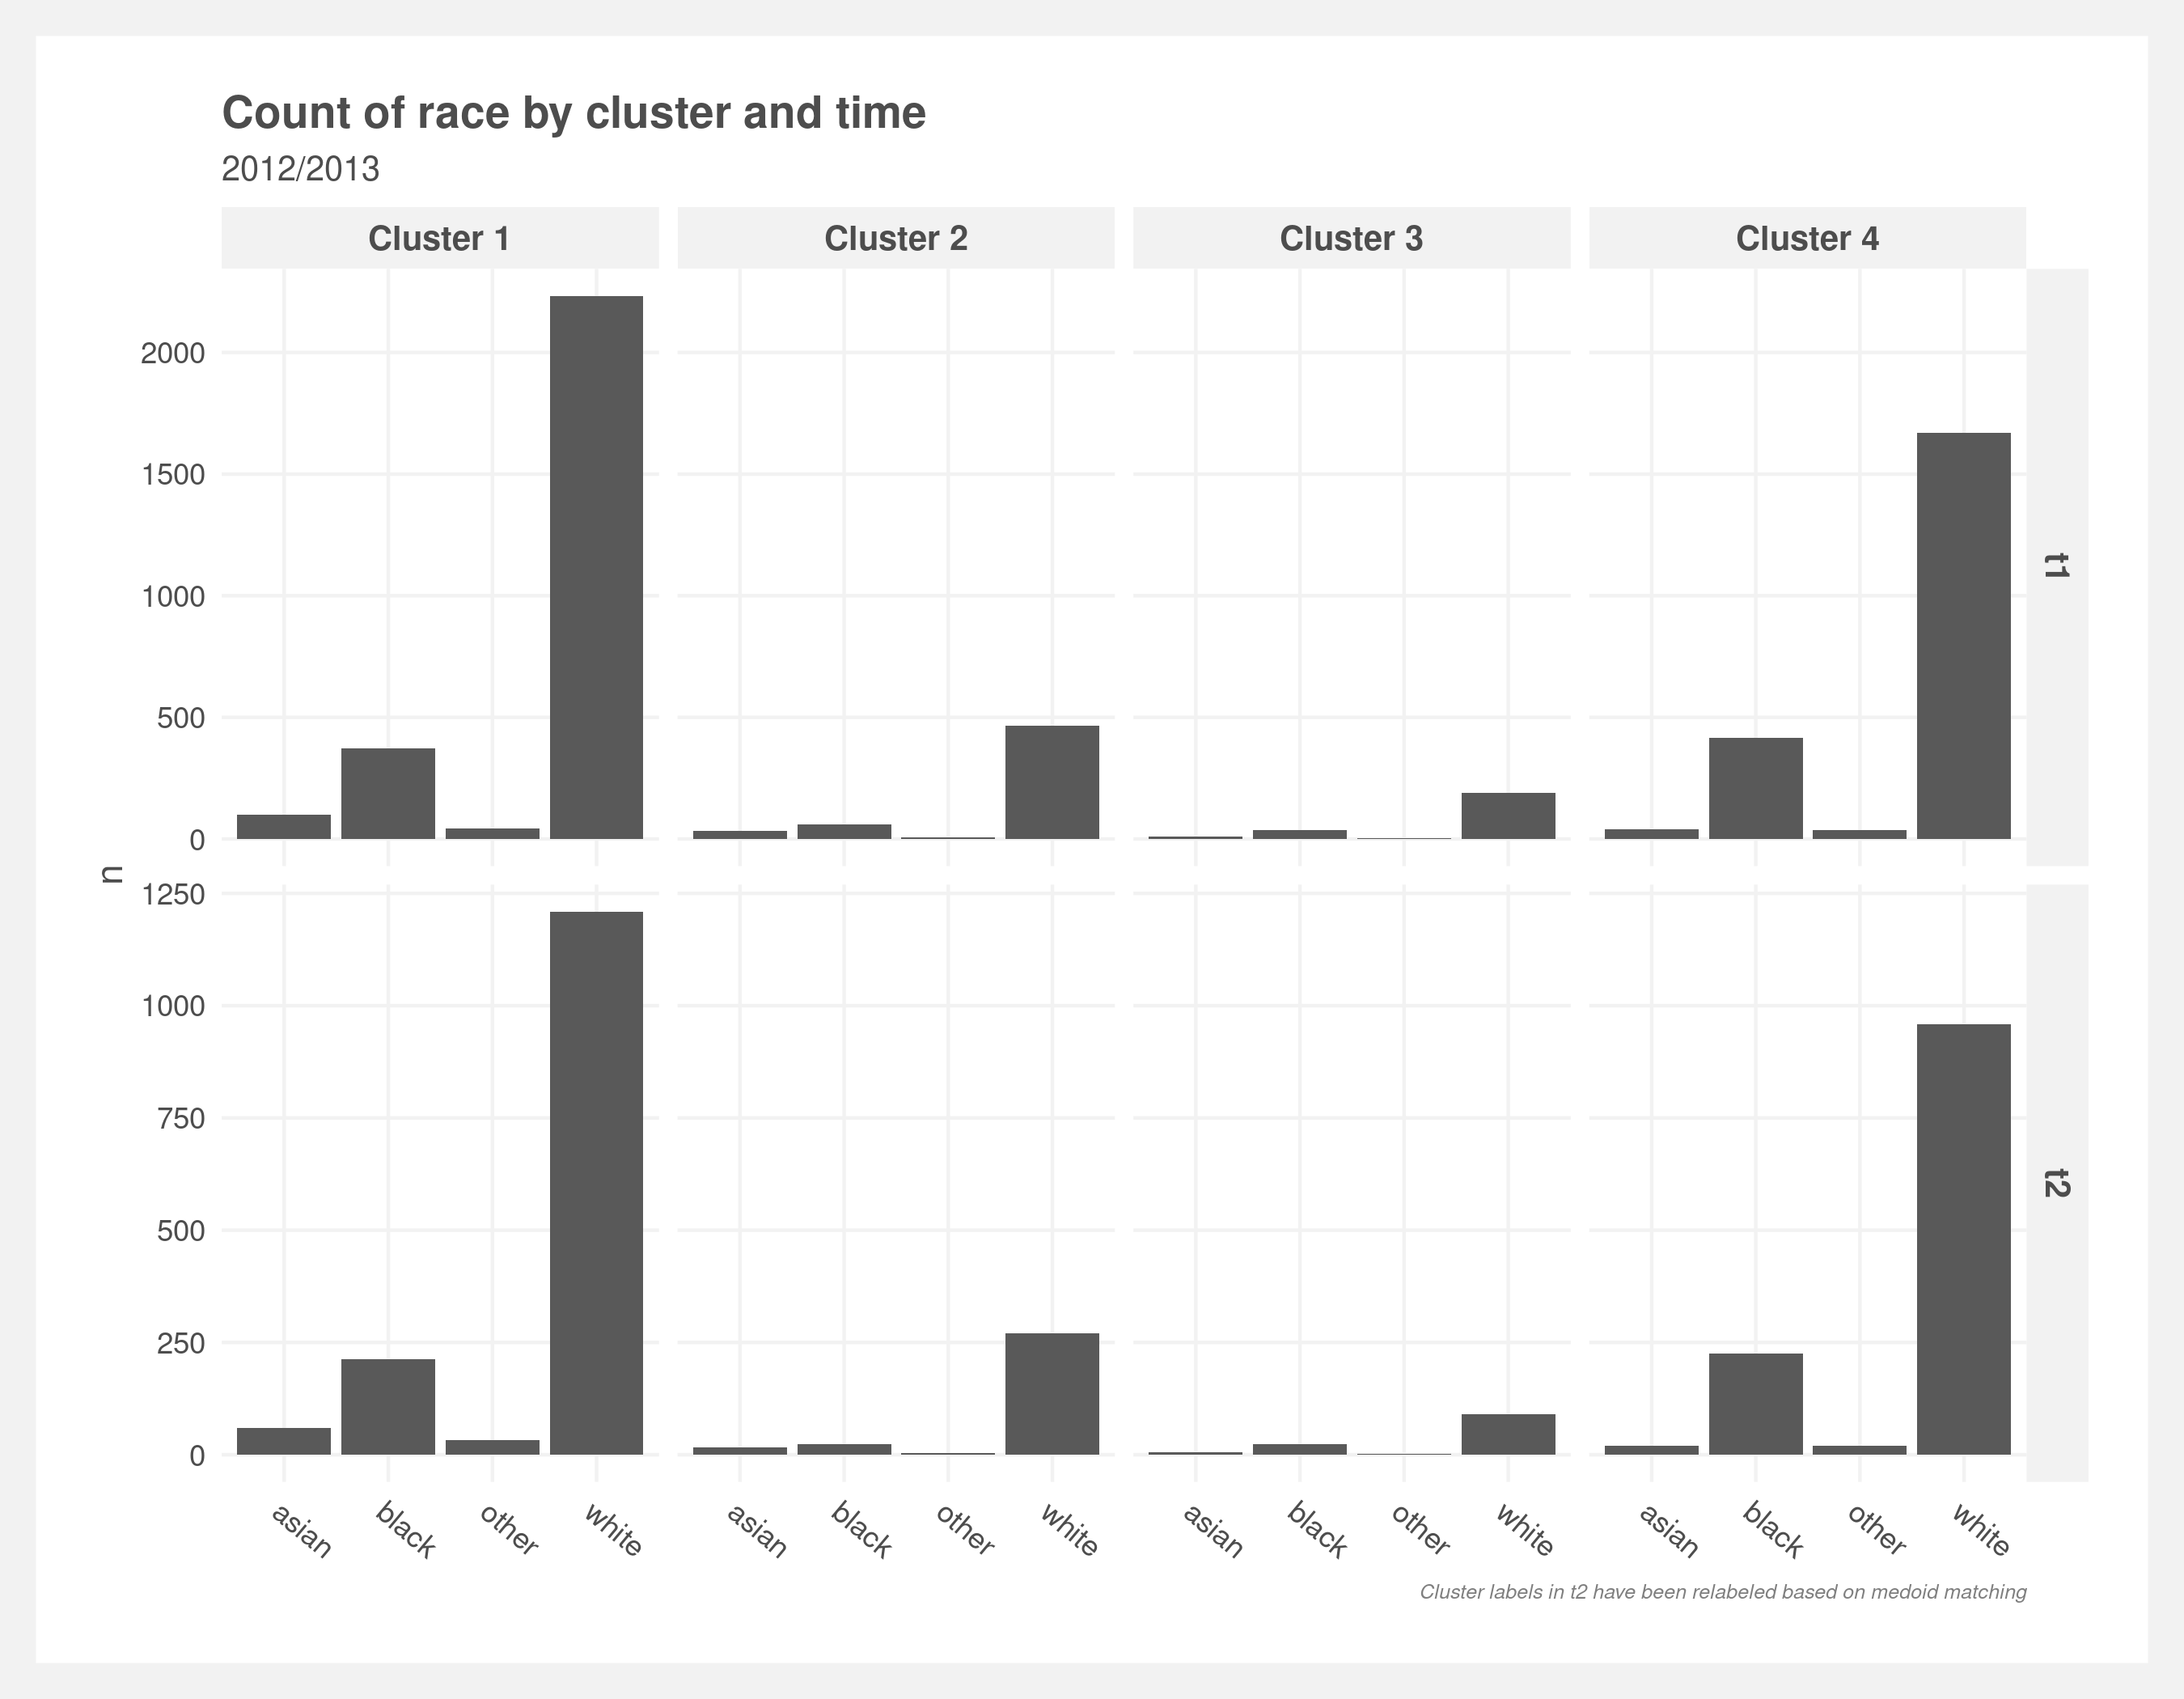 Count of race by cluster and time
2012/2013
Cluster 1 Cluster 2 Cluster 3 Cluster 4
2000
1500
1000
500
0
t1
n
1250
1000
750
500
250
0
t2
asian black other white asian black other white asian black other white asian black other white
Cluster labels in t2 have been relabeled based on medoid matching